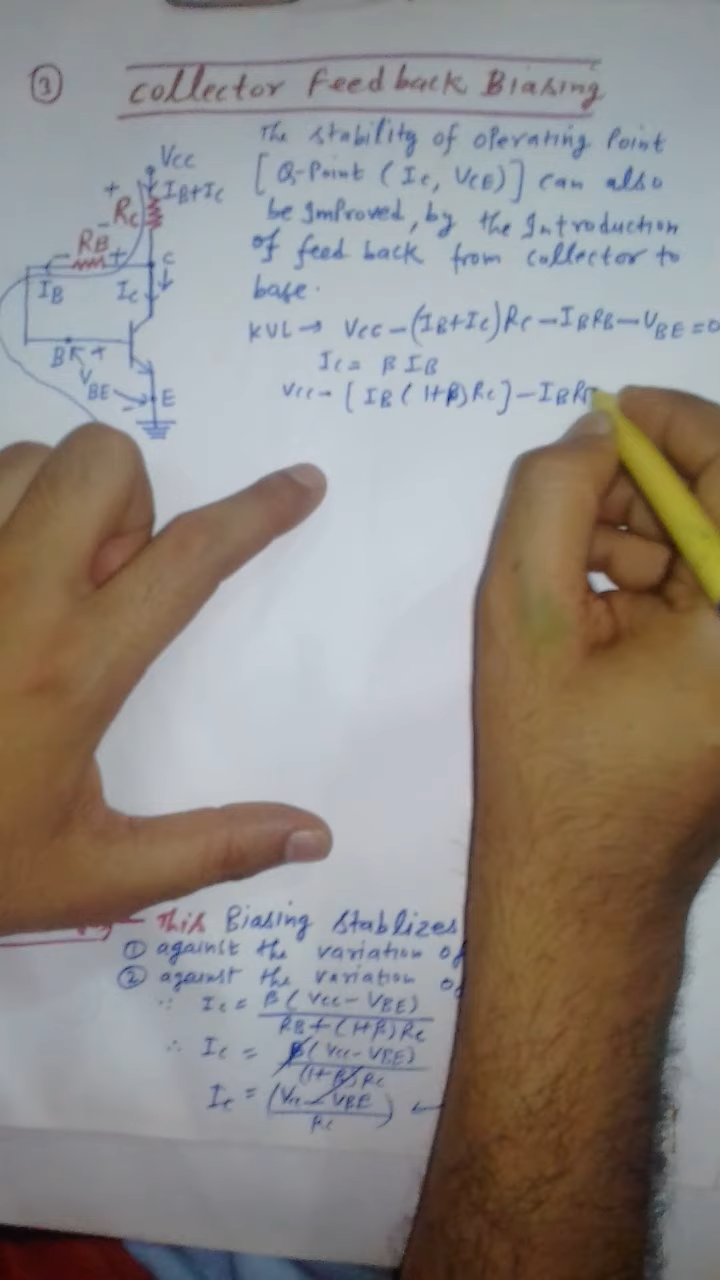 ③ Collector Feed back Biasing
The stability of operating Point
[Q-Point (Ic, VCE)] can also
be Improved, by the Introduction
of feed back from collector to
base.
KVL → Vcc-(IB+Ic)Rc-IBRB-VBE=0
Ic = βIB
Vcc-[IB(1+β)Rc]-IBR
Vcc
+
IB+Ic
Rc
-
RB
- +
C
IB
Ic
B
+
VBE
-
E
This Biasing Stablizes
① against the variation of
② against the variation of
∵ Ic = β(Vcc-VBE)
RB+(1+β)Rc
∴ Ic = β(Vcc-VBE)
(1+β)Rc
Ic = (Vcc-VBE)
Rc
←